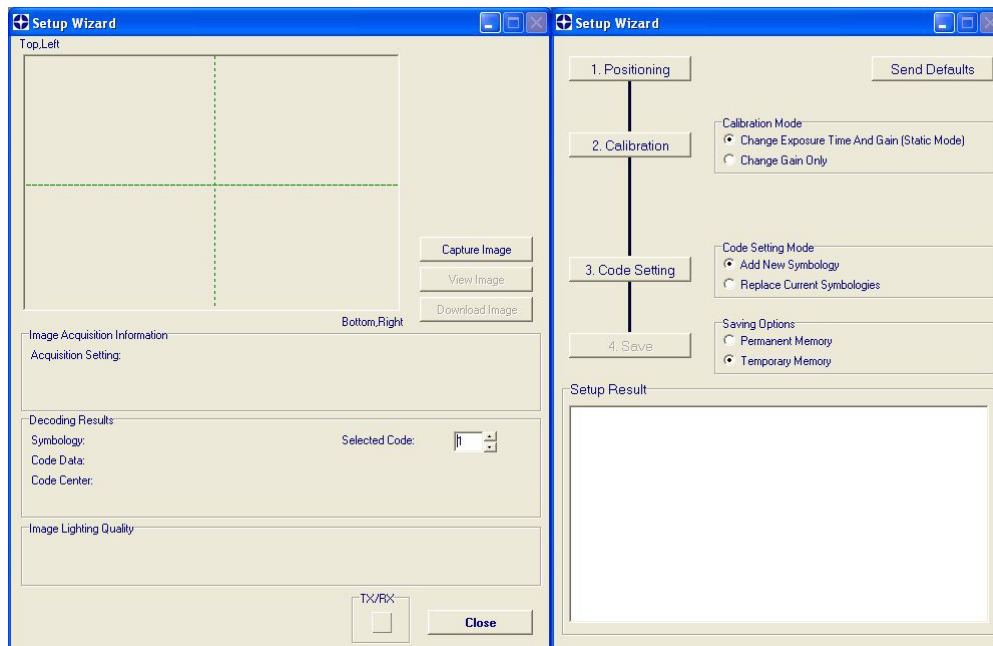 Setup Wizard
Top,Left
Capture Image
View Image
Download Image
Bottom,Right
Image Acquisition Information
Acquisition Setting:
Decoding Results
Symbology:
Selected Code: 1
Code Data:
Code Center:
Image Lighting Quality
TX/RX
Close
Setup Wizard
1. Positioning
Send Defaults
2. Calibration
Calibration Mode
Change Exposure Time And Gain (Static Mode)
Change Gain Only
3. Code Setting
Code Setting Mode
Add New Symbology
Replace Current Symbologies
4. Save
Saving Options
Permanent Memory
Temporary Memory
Setup Result